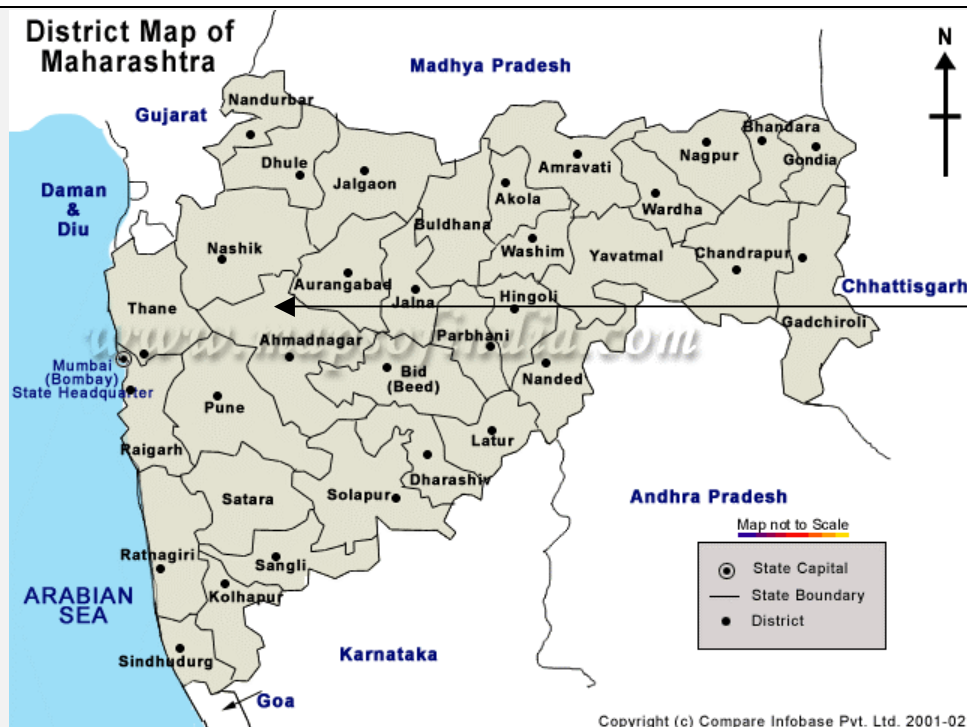 District Map of
Maharashtra
N
Madhya Pradesh
Gujarat
Nandurbar
Bhandara
Dhule
Jalgaon
Amravati
Nagpur
Gondia
Daman
&
Diu
Akola
Wardha
Buldhana
Nashik
Washim
Yavatmal
Chandrapur
Aurangabad
Chhattisgarh
Jalna
Hingoli
Thane
Gadchiroli
www.mapsofindia.com
Ahmadnagar
Parbhani
Mumbai
(Bombay)
State Headquarter
Bid
(Beed)
Nanded
Pune
Raigarh
Latur
Dharashiv
Satara
Solapur
Andhra Pradesh
Map not to Scale
Ratnagiri
Sangli
State Capital
ARABIAN
SEA
Kolhapur
State Boundary
District
Sindhudurg
Karnataka
Goa
Copyright (c) Compare Infobase Pvt. Ltd. 2001-02